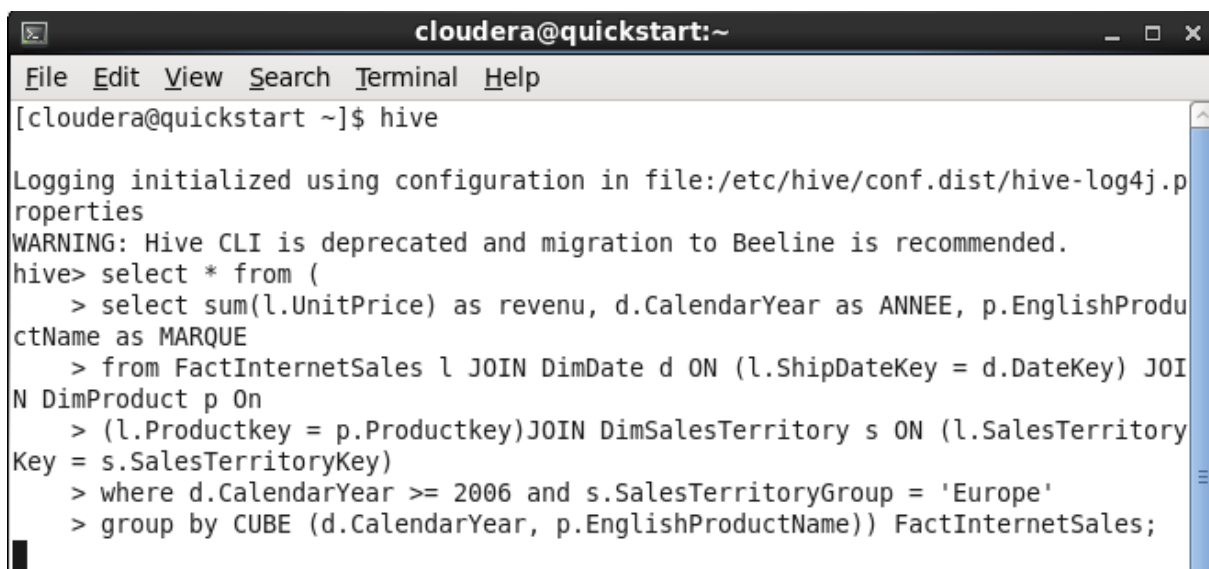 cloudera@quickstart:~
File Edit View Search Terminal Help
[cloudera@quickstart ~]$ hive
Logging initialized using configuration in file:/etc/hive/conf.dist/hive-log4j.p
roperties
WARNING: Hive CLI is deprecated and migration to Beeline is recommended.
hive> select * from (
    > select sum(l.UnitPrice) as revenu, d.CalendarYear as ANNEE, p.EnglishProdu
ctName as MARQUE
    > from FactInternetSales l JOIN DimDate d ON (l.ShipDateKey = d.DateKey) JOI
N DimProduct p On
    > (l.Productkey = p.Productkey)JOIN DimSalesTerritory s ON (l.SalesTerritory
Key = s.SalesTerritoryKey)
    > where d.CalendarYear >= 2006 and s.SalesTerritoryGroup = 'Europe'
    > group by CUBE (d.CalendarYear, p.EnglishProductName)) FactInternetSales;